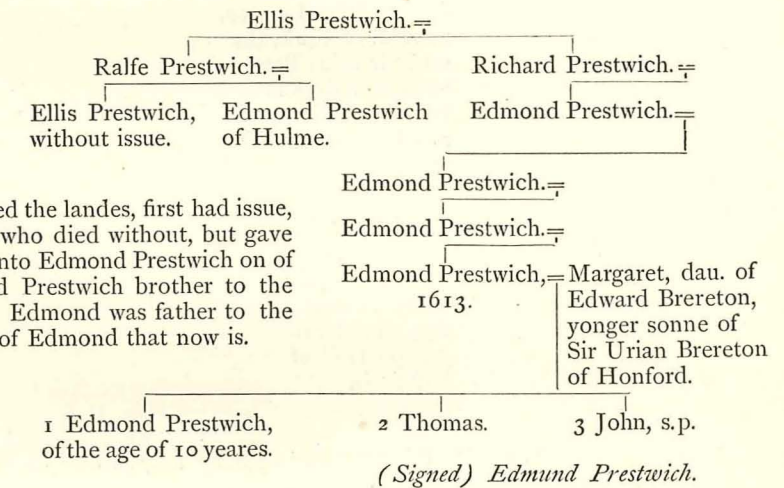 Ellis Prestwich.=
Ralfe Prestwich.= Richard Prestwich.=
Ellis Prestwich, Edmond Prestwich Edmond Prestwich.=
without issue. of Hulme.
Edmond Prestwich.=
ed the landes, first had issue,
who died without, but gave
nto Edmond Prestwich on of
d Prestwich brother to the
Edmond was father to the
of Edmond that now is.
Edmond Prestwich.=
Edmond Prestwich,=Margaret, dau. of
1613. Edward Brereton,
yonger sonne of
Sir Urian Brereton
of Honford.
1 Edmond Prestwich, 2 Thomas. 3 John, s.p.
of the age of 10 yeares.
(Signed) Edmund Prestwich.